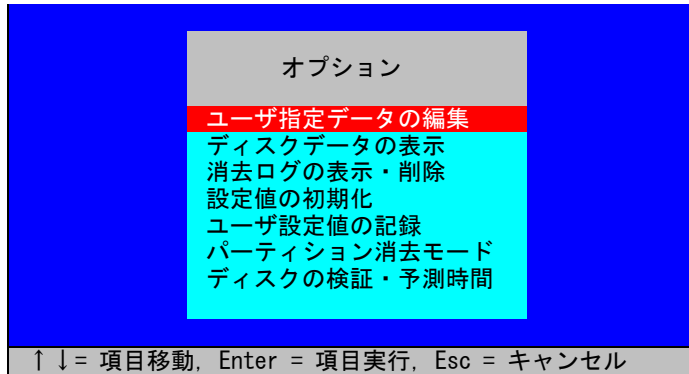 オプション
ユーザ指定データの編集
ディスクデータの表示
消去ログの表示・削除
設定値の初期化
ユーザ設定値の記録
パーティション消去モード
ディスクの検証・予測時間
↑↓= 項目移動, Enter = 項目実行, Esc = キャンセル